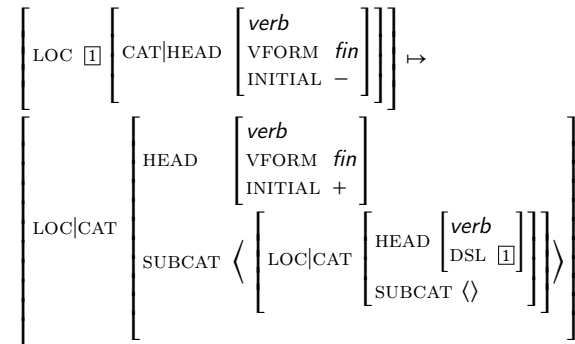 verb
LOC 1 CAT|HEAD VFORM fin ↦
INITIAL −
verb
HEAD VFORM fin
INITIAL +
LOC|CAT
verb
SUBCAT ⟨ LOC|CAT HEAD DSL 1 ⟩
SUBCAT ⟨⟩